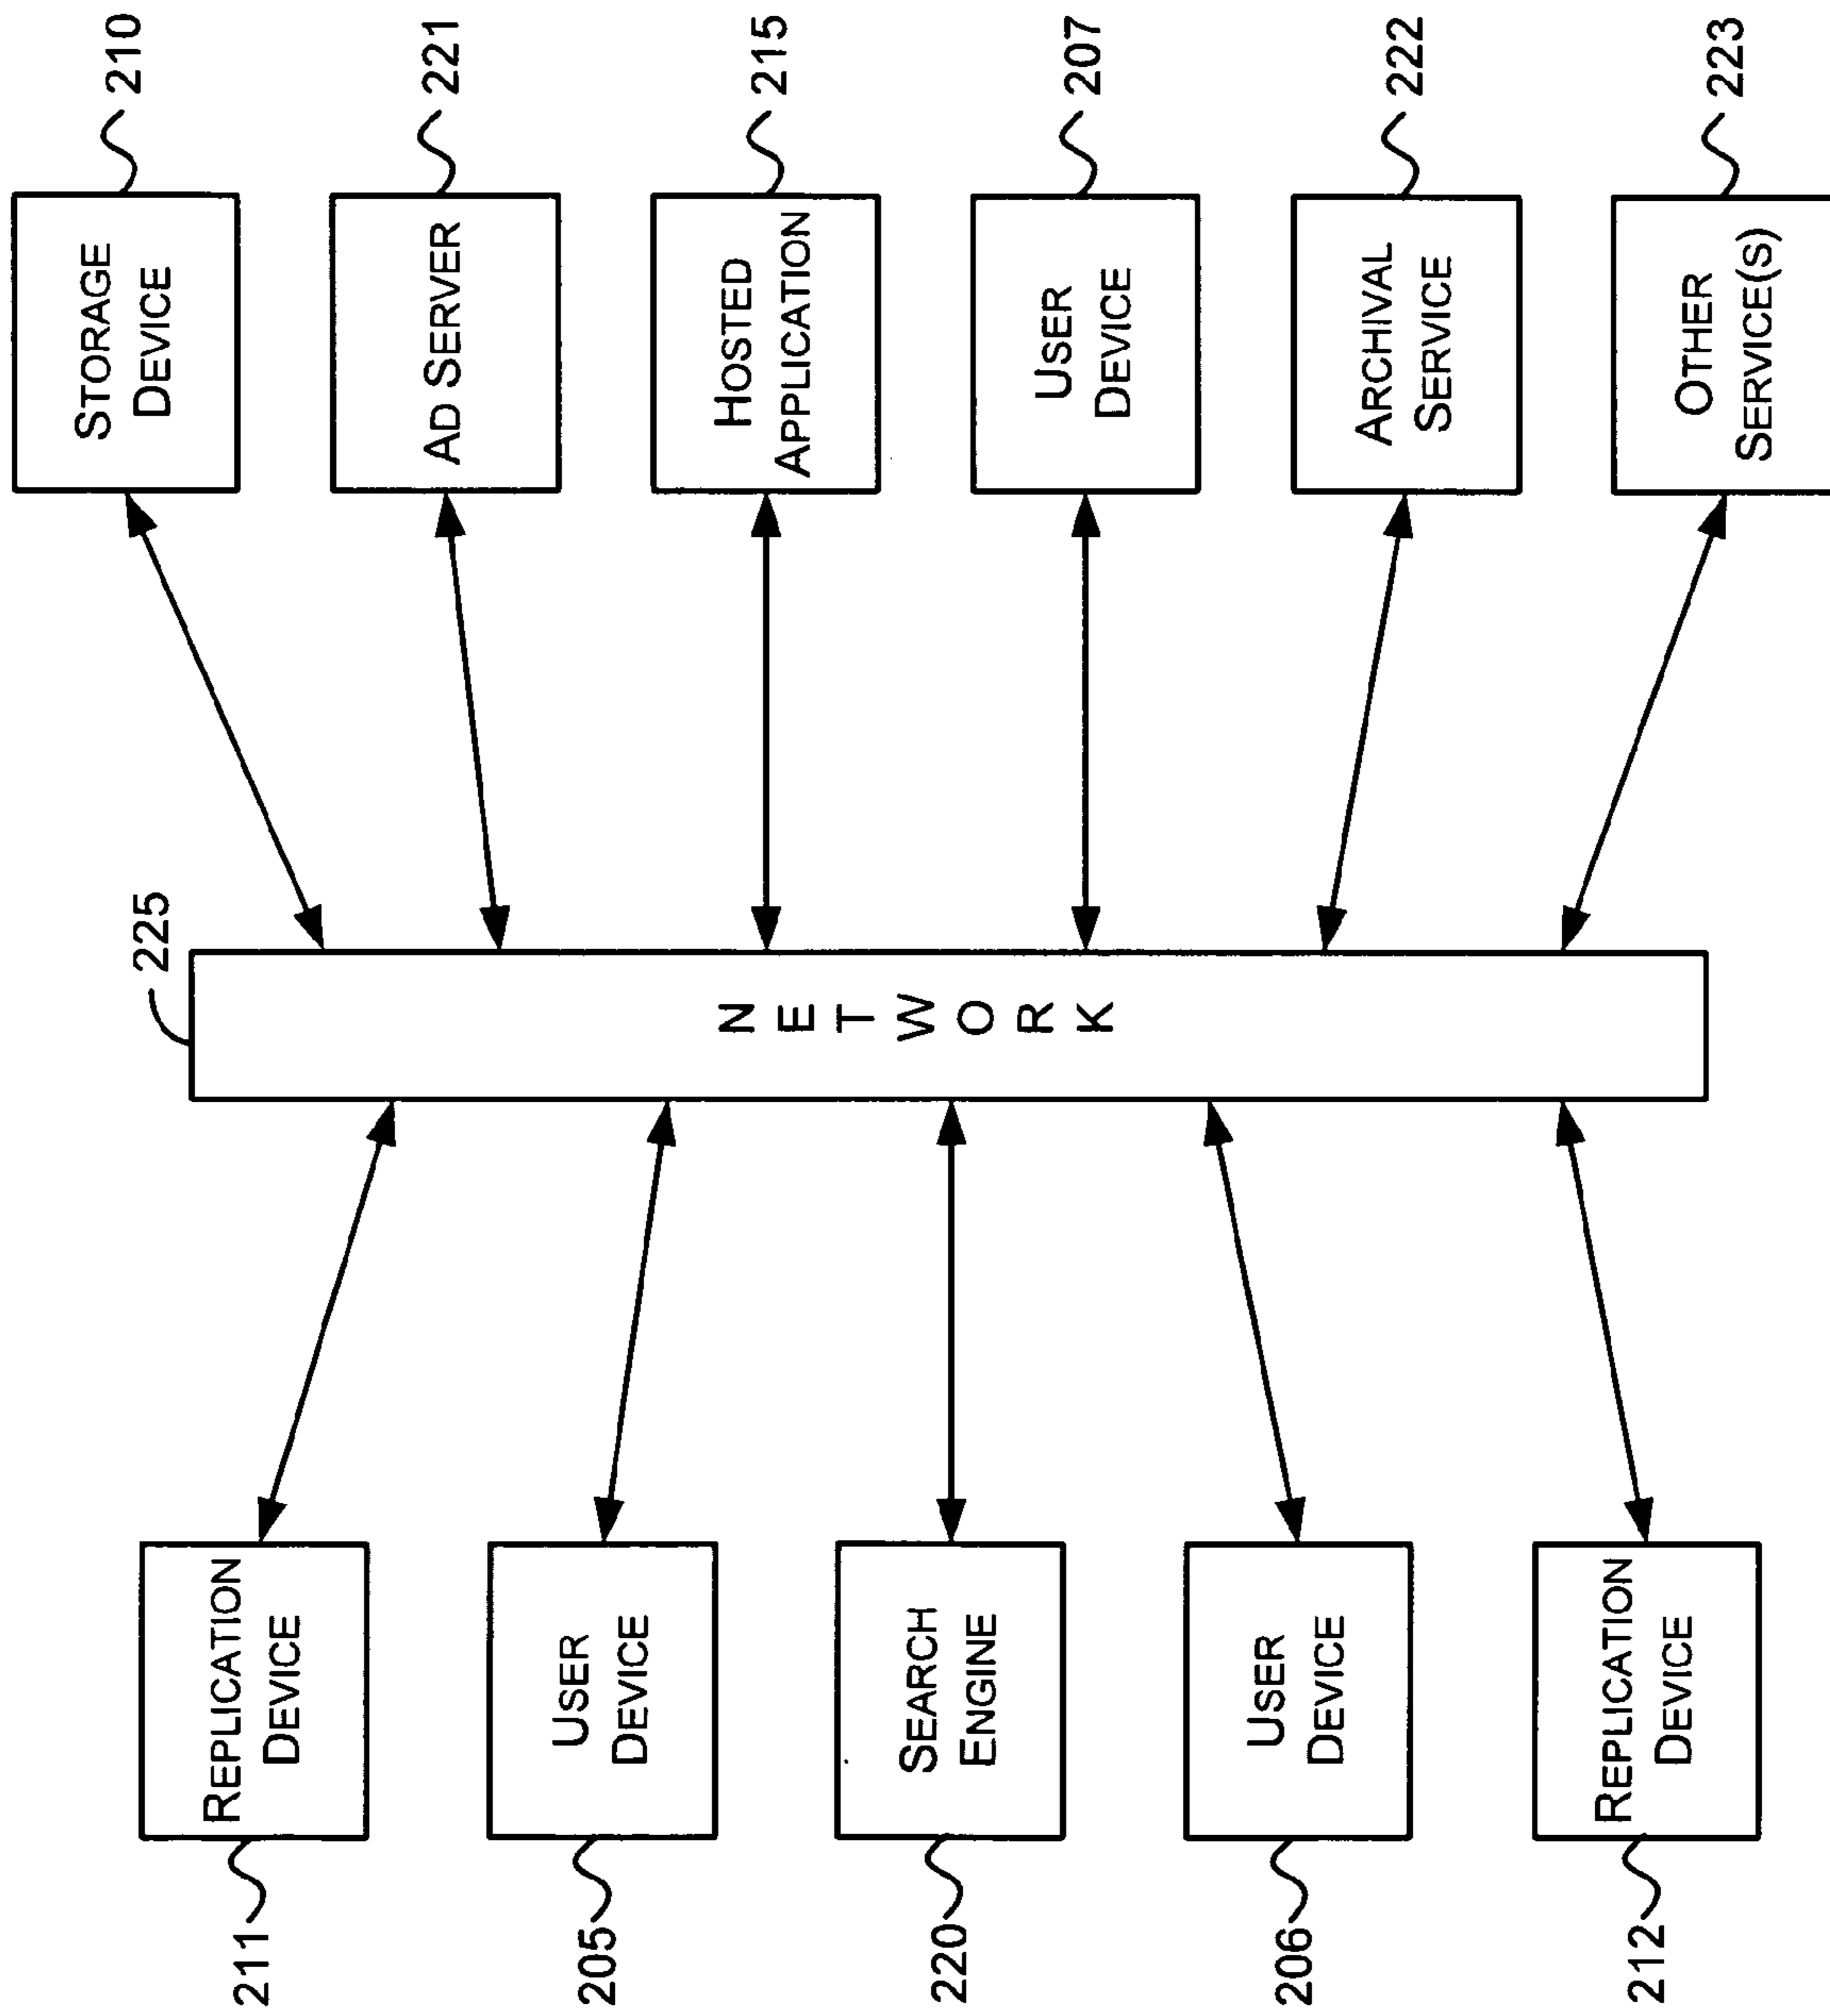 210
STORAGE
DEVICE
221
AD SERVER
215
HOSTED
APPLICATION
207
USER
DEVICE
222
ARCHIVAL
SERVICE
223
OTHER
SERVICE(S)
225
N
E
T
W
O
R
K
211
REPLICATION
DEVICE
205
USER
DEVICE
220
SEARCH
ENGINE
206
USER
DEVICE
212
REPLICATION
DEVICE